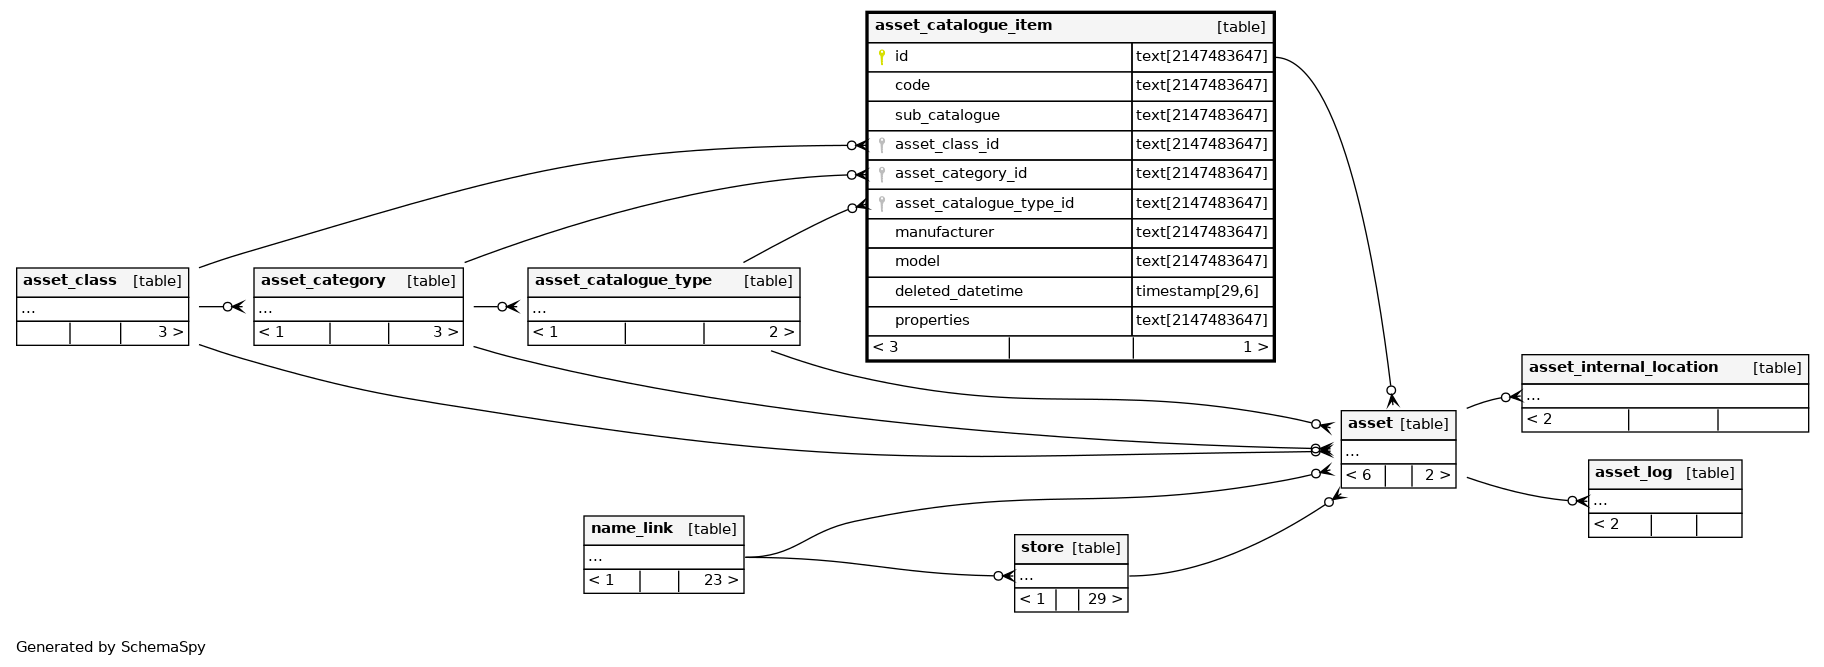 asset_catalogue_item [table]
id text[2147483647]
code text[2147483647]
sub_catalogue text[2147483647]
asset_class_id text[2147483647]
asset_category_id text[2147483647]
asset_catalogue_type_id text[2147483647]
manufacturer text[2147483647]
model text[2147483647]
deleted_datetime timestamp[29,6]
properties text[2147483647]
< 3 1 >
asset_class [table]
...
3 >
asset_category [table]
...
< 1 3 >
asset_catalogue_type [table]
...
< 1 2 >
asset_internal_location [table]
...
< 2
asset [table]
...
< 6 2 >
asset_log [table]
...
< 2
name_link [table]
...
< 1 23 >
store [table]
...
< 1 29 >
Generated by SchemaSpy